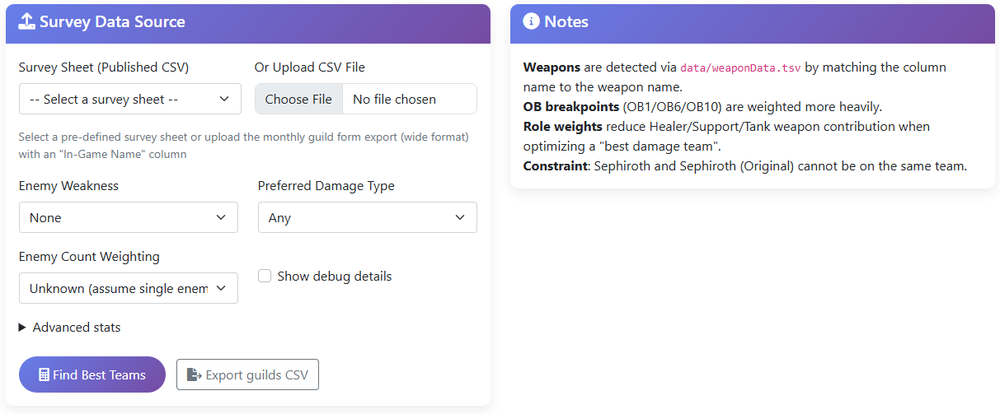 Survey Data Source
Survey Sheet (Published CSV)
Or Upload CSV File
-- Select a survey sheet --
Choose File
No file chosen
Select a pre-defined survey sheet or upload the monthly guild form export (wide format)
with an "In-Game Name" column
Enemy Weakness
Preferred Damage Type
None
Any
Enemy Count Weighting
Unknown (assume single enem
Show debug details
Advanced stats
Find Best Teams
Export guilds CSV
Notes
Weapons are detected via data/weaponData.tsv by matching the column
name to the weapon name.
OB breakpoints (OB1/OB6/OB10) are weighted more heavily.
Role weights reduce Healer/Support/Tank weapon contribution when
optimizing a "best damage team".
Constraint: Sephiroth and Sephiroth (Original) cannot be on the same team.